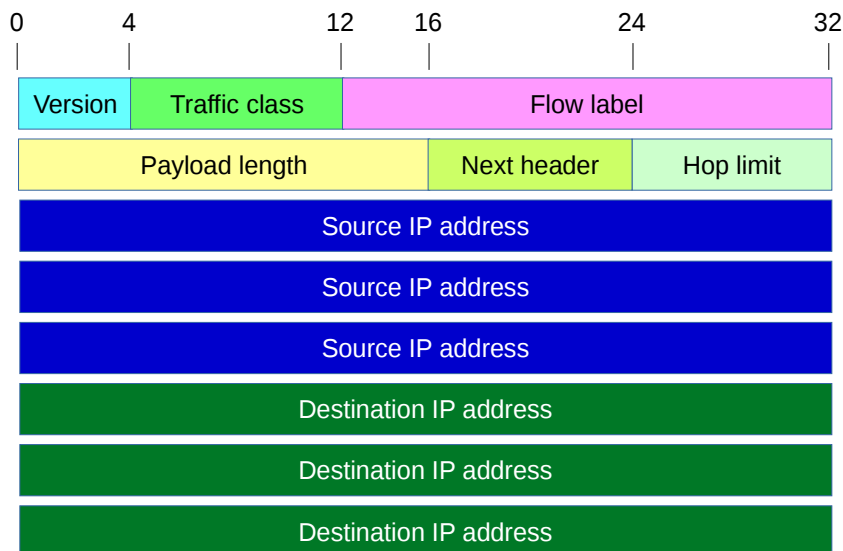 0 4 12 16 24 32
Version Traffic class Flow label
Payload length Next header Hop limit
Source IP address
Source IP address
Source IP address
Destination IP address
Destination IP address
Destination IP address